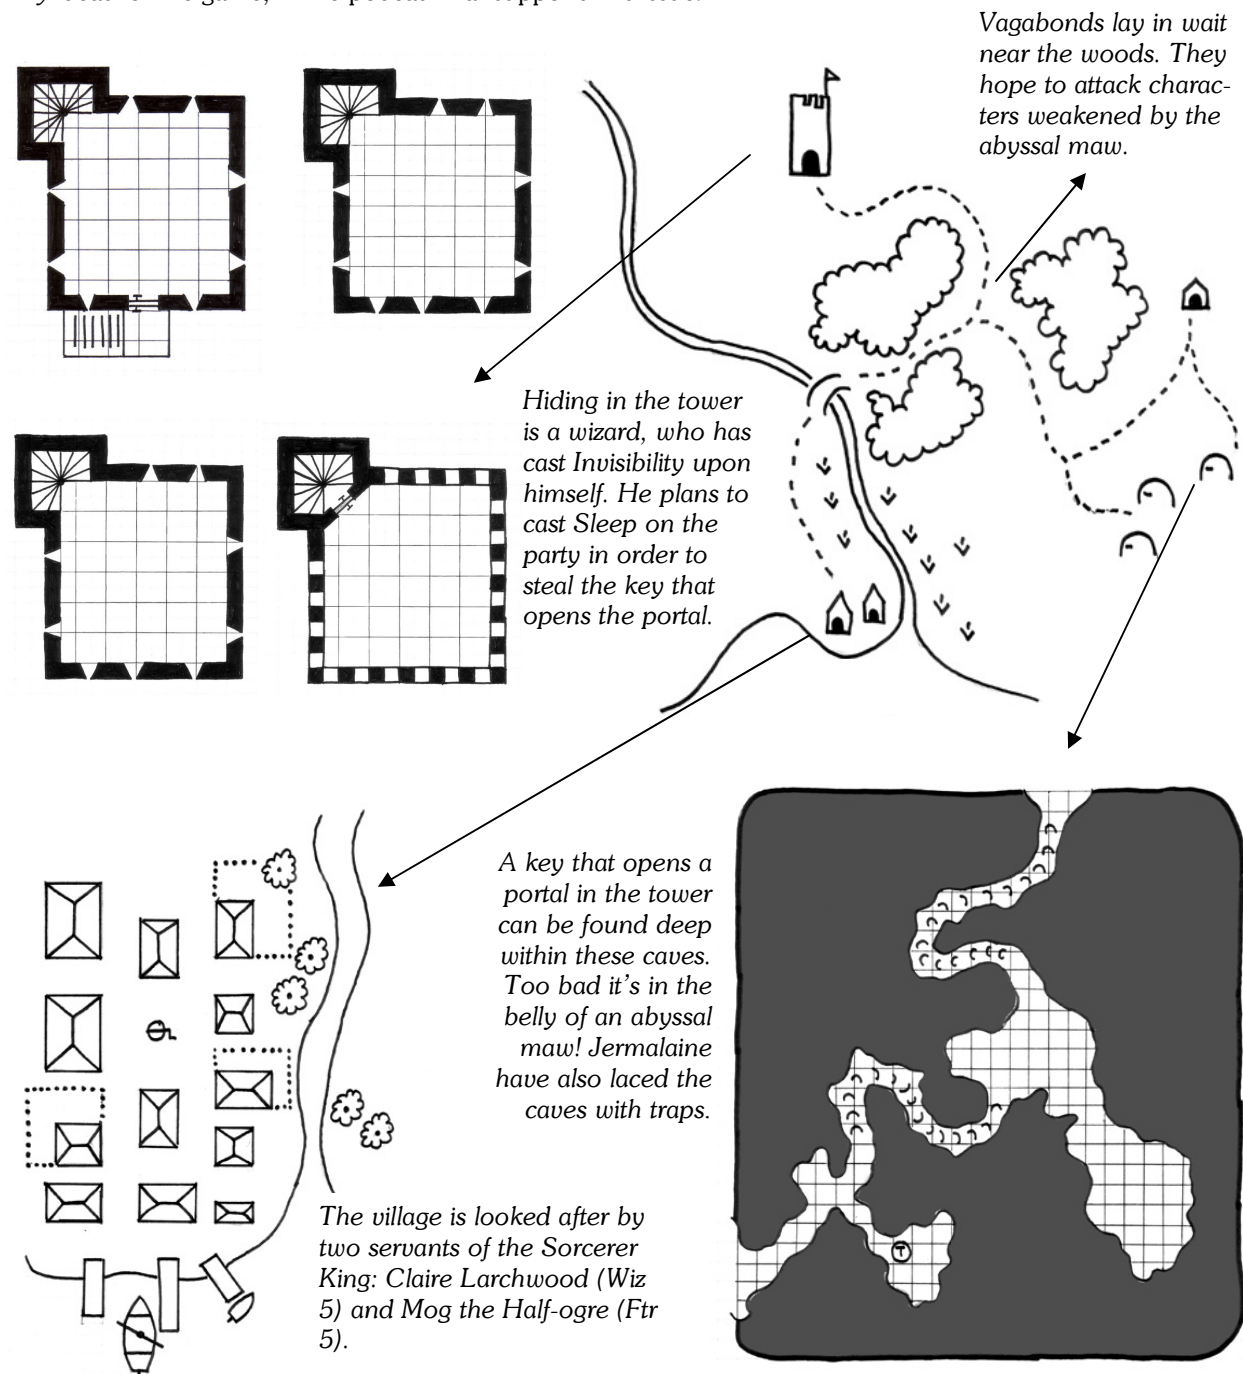 Vagabonds lay in wait
near the woods. They
hope to attack charac-
ters weakened by the
abyssal maw.
Hiding in the tower
is a wizard, who has
cast Invisibility upon
himself. He plans to
cast Sleep on the
party in order to
steal the key that
opens the portal.
A key that opens a
portal in the tower
can be found deep
within these caves.
Too bad it's in the
belly of an abyssal
maw! Jermalaine
have also laced the
caves with traps.
The village is looked after by
two servants of the Sorcerer
King: Claire Larchwood (Wiz
5) and Mog the Half-ogre (Ftr
5).
T